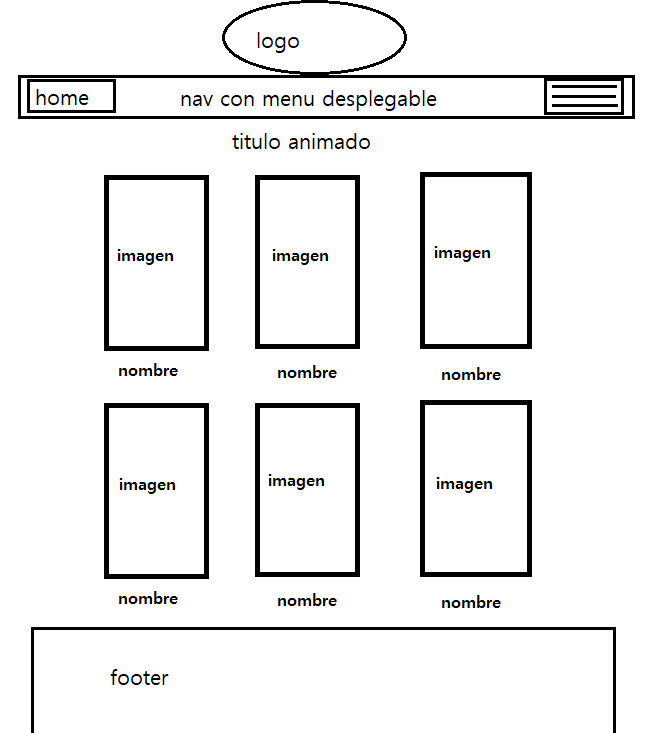 logo
home
nav con menu desplegable
titulo animado
imagen
imagen
imagen
nombre
nombre
nombre
imagen
imagen
imagen
nombre
nombre
nombre
footer